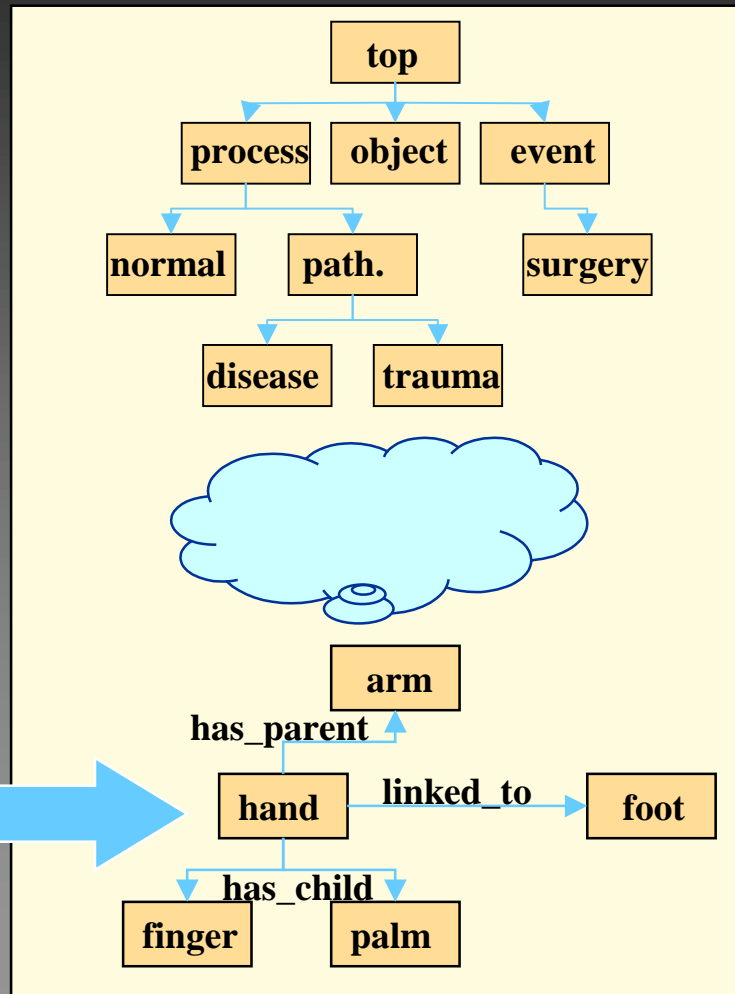 top
process object event
normal path. surgery
disease trauma
arm
has_parent
hand linked_to foot
has_child
finger palm